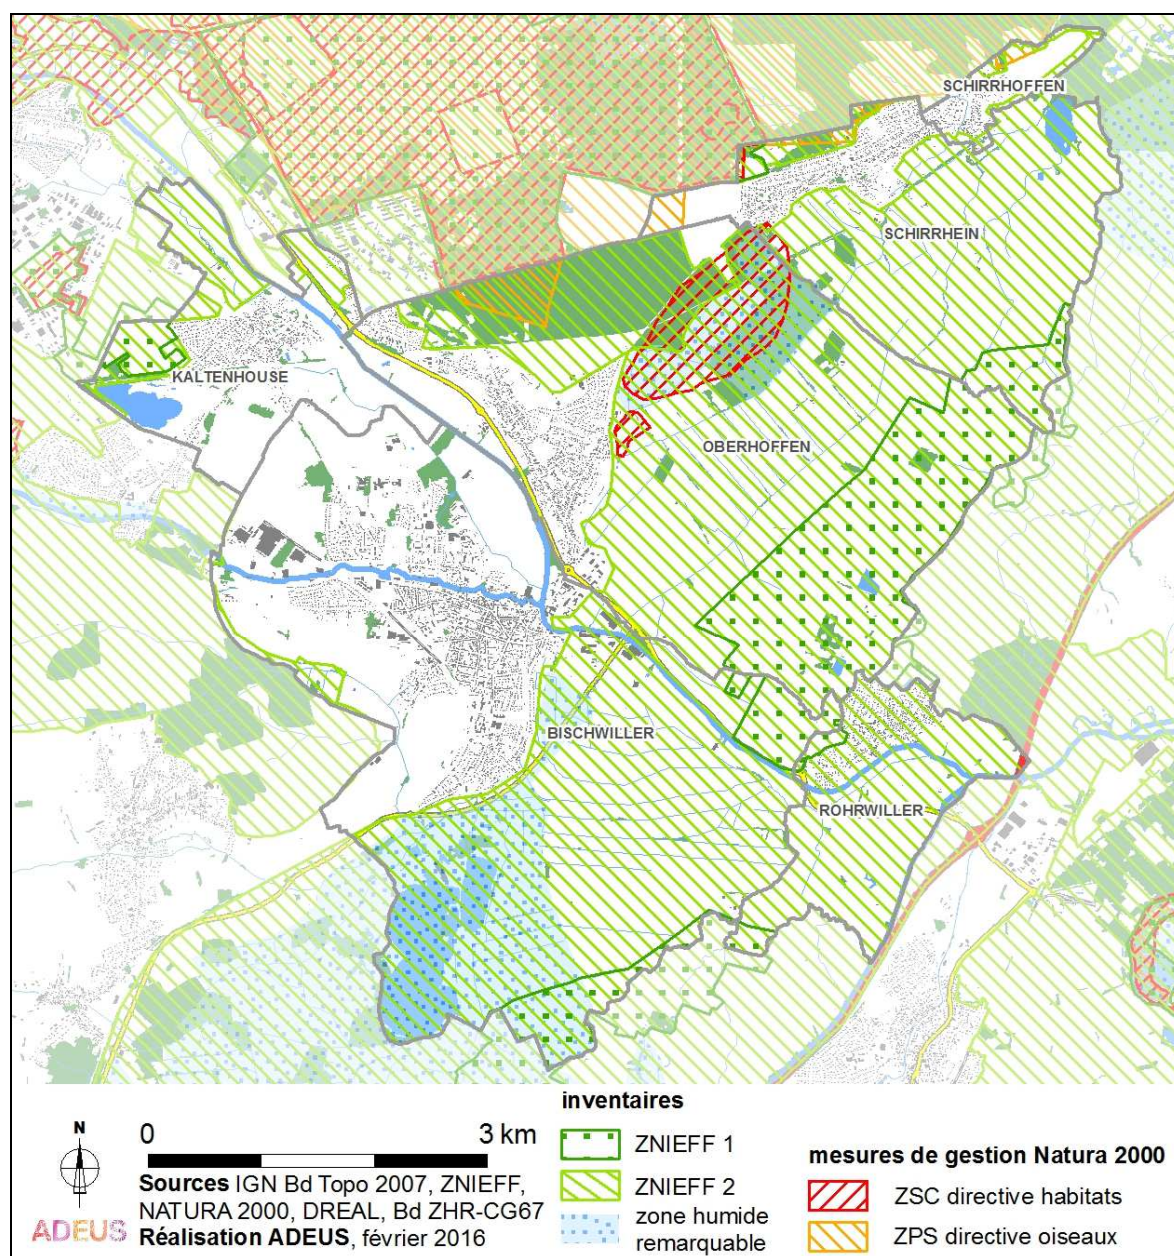 SCHIRRHOFFEN
SCHIRRHEIN
KALTENHOUSE
OBERHOFFEN
BISCHWILLER
ROHRWILLER
N
ADEUS
0 3 km
Sources IGN Bd Topo 2007, ZNIEFF,
NATURA 2000, DREAL, Bd ZHR-CG67
Réalisation ADEUS, février 2016
inventaires
ZNIEFF 1
ZNIEFF 2
zone humide
remarquable
mesures de gestion Natura 2000
ZSC directive habitats
ZPS directive oiseaux